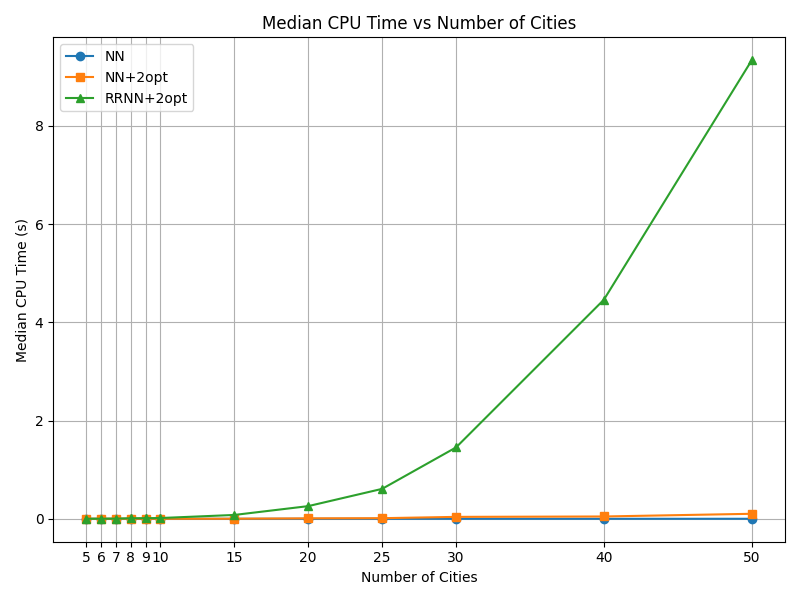 Median CPU Time vs Number of Cities
NN
NN+2opt
RRNN+2opt
Median CPU Time (s)
8
6
4
2
0
5 6 7 8 9 10 15 20 25 30 40 50
Number of Cities